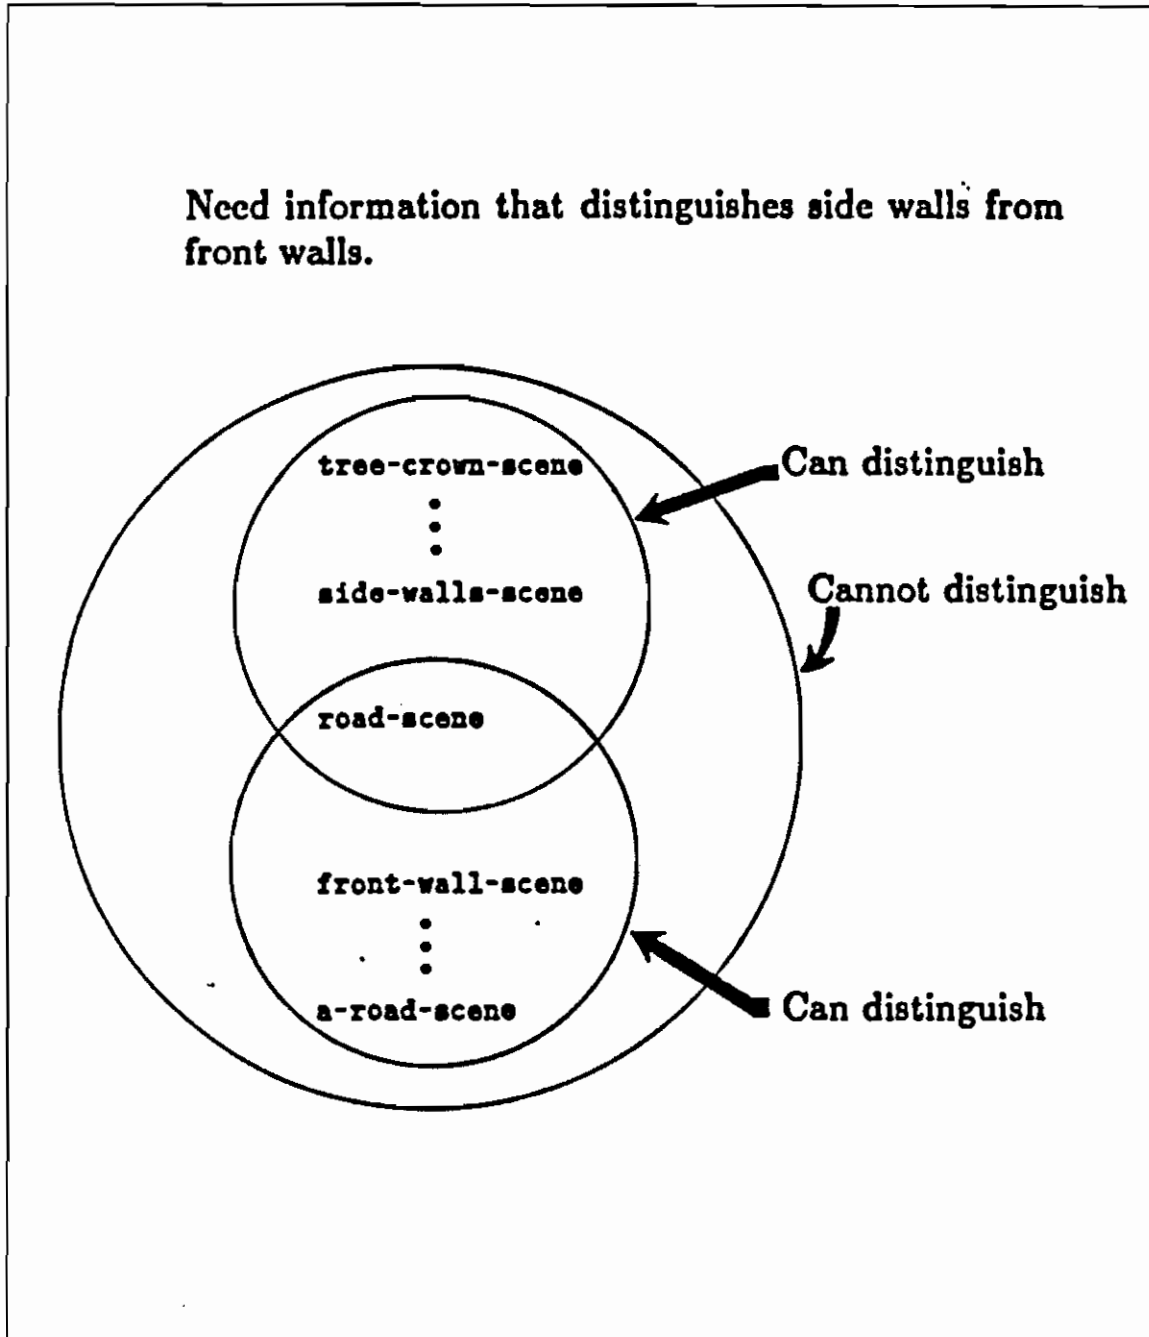 Need information that distinguishes side walls from
front walls.
tree-crown-scene
Can distinguish
side-walls-scene
Cannot distinguish
road-scene
front-wall-scene
a-road-scene
Can distinguish